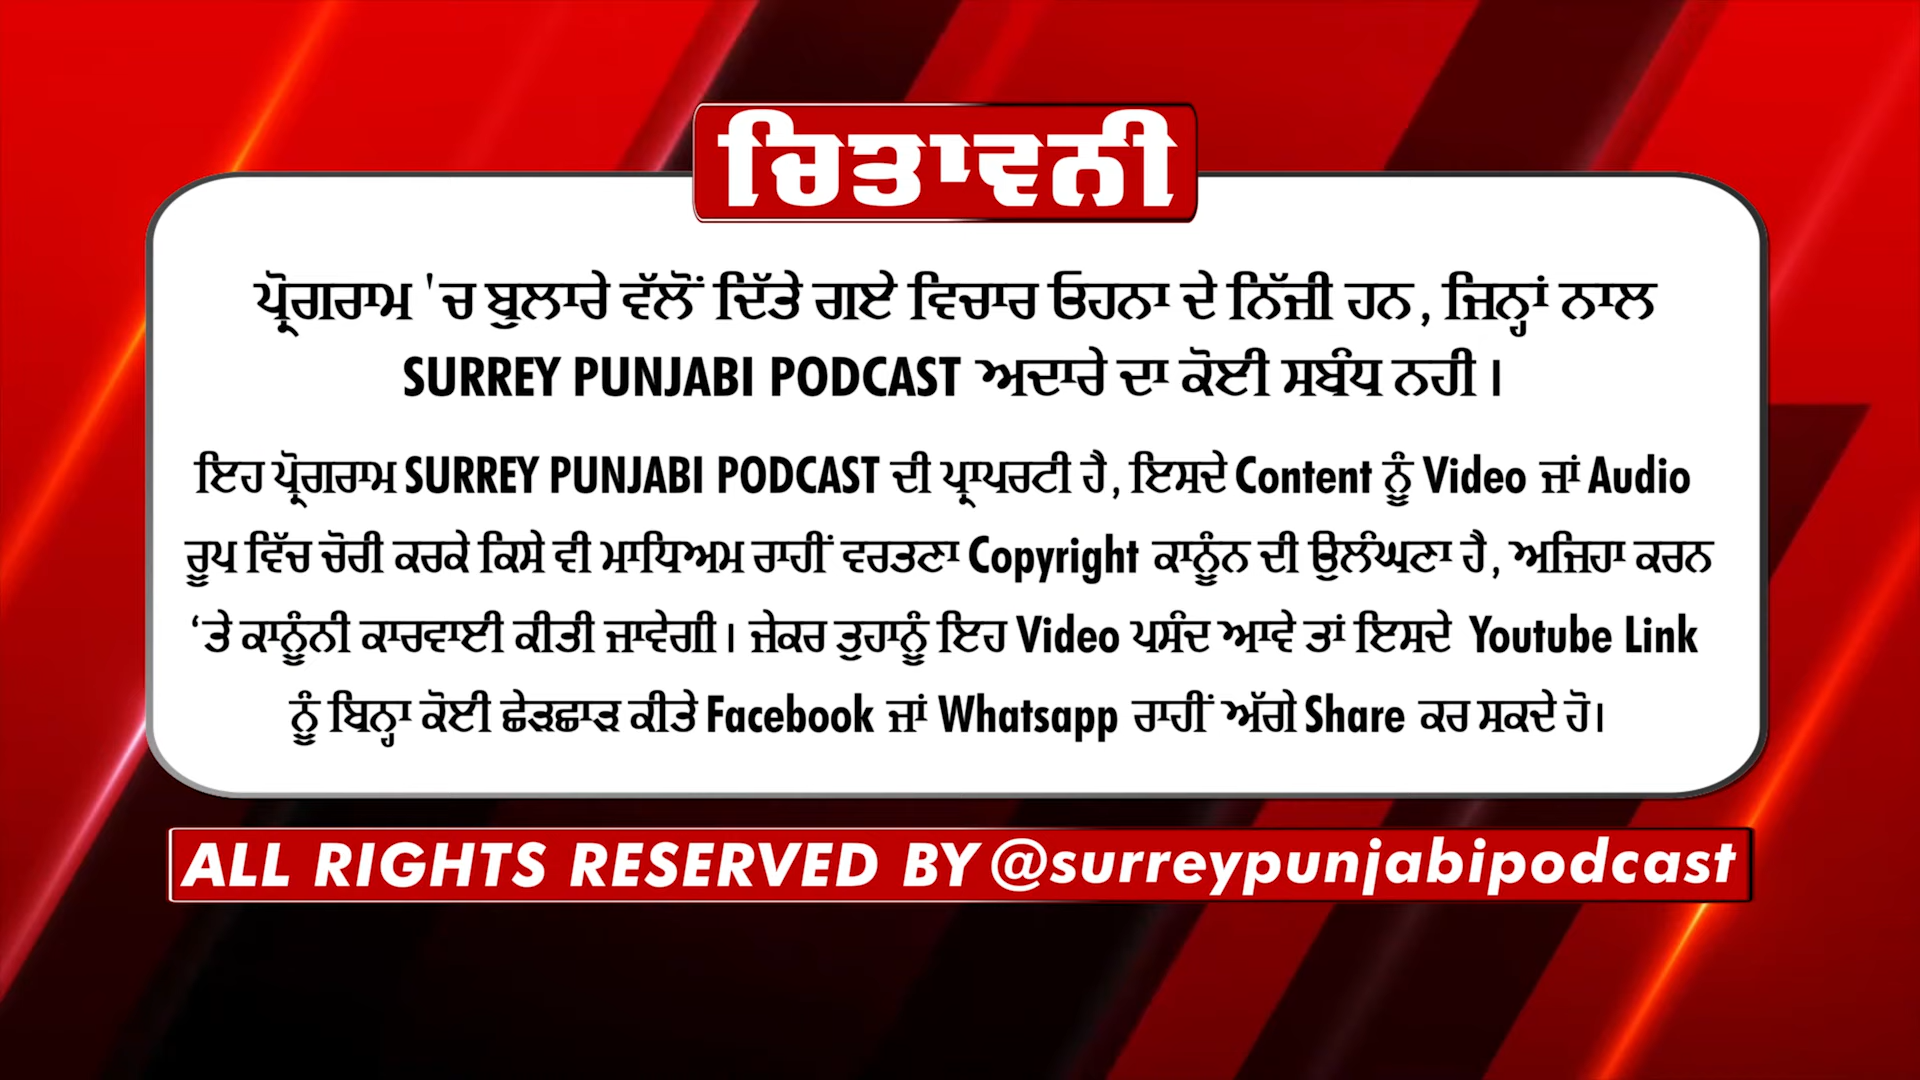 ਚਿਤਾਵਨੀ
ਪ੍ਰੋਗਰਾਮ 'ਚ ਬੁਲਾਰੇ ਵੱਲੋਂ ਦਿੱਤੇ ਗਏ ਵਿਚਾਰ ਓਹਨਾ ਦੇ ਨਿੱਜੀ ਹਨ, ਜਿਨ੍ਹਾਂ ਨਾਲ
SURREY PUNJABI PODCAST ਅਦਾਰੇ ਦਾ ਕੋਈ ਸਬੰਧ ਨਹੀ।
ਇਹ ਪ੍ਰੋਗਰਾਮ SURREY PUNJABI PODCAST ਦੀ ਪ੍ਰਾਪਰਟੀ ਹੈ, ਇਸਦੇ Content ਨੂੰ Video ਜਾਂ Audio
ਰੂਪ ਵਿੱਚ ਚੋਰੀ ਕਰਕੇ ਕਿਸੇ ਵੀ ਮਾਧਿਅਮ ਰਾਹੀਂ ਵਰਤਣਾ Copyright ਕਾਨੂੰਨ ਦੀ ਉਲੰਘਣਾ ਹੈ, ਅਜਿਹਾ ਕਰਨ
‘ਤੇ ਕਾਨੂੰਨੀ ਕਾਰਵਾਈ ਕੀਤੀ ਜਾਵੇਗੀ। ਜੇਕਰ ਤੁਹਾਨੂੰ ਇਹ Video ਪਸੰਦ ਆਵੇ ਤਾਂ ਇਸਦੇ Youtube Link
ਨੂੰ ਬਿਨ੍ਹਾ ਕੋਈ ਛੇੜਛਾੜ ਕੀਤੇ Facebook ਜਾਂ Whatsapp ਰਾਹੀਂ ਅੱਗੇ Share ਕਰ ਸਕਦੇ ਹੋ।
ALL RIGHTS RESERVED BY @surreypunjabipodcast